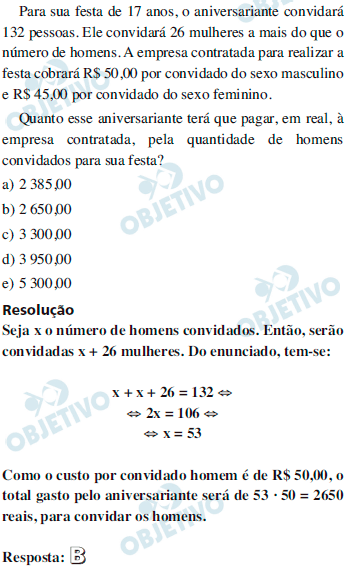 Para sua festa de 17 anos, o aniversariante convidará
132 pessoas. Ele convidará 26 mulheres a mais do que o
número de homens. A empresa contratada para realizar a
festa cobrará R$ 50,00 por convidado do sexo masculino
e R$ 45,00 por convidado do sexo feminino.
Quanto esse aniversariante terá que pagar, em real, à
empresa contratada, pela quantidade de homens
convidados para sua festa?
a) 2 385,00
b) 2 650,00
c) 3 300,00
d) 3 950,00
e) 5 300,00
Resolução
Seja x o número de homens convidados. Então, serão
convidadas x + 26 mulheres. Do enunciado, tem-se:
x + x + 26 = 132 ⇔
⇔ 2x = 106 ⇔
⇔ x = 53
Como o custo por convidado homem é de R$ 50,00, o
total gasto pelo aniversariante será de 53 · 50 = 2650
reais, para convidar os homens.
Resposta: B
OBJETIVO
OBJETIVO
OBJETIVO
OBJETIVO
OBJETIVO